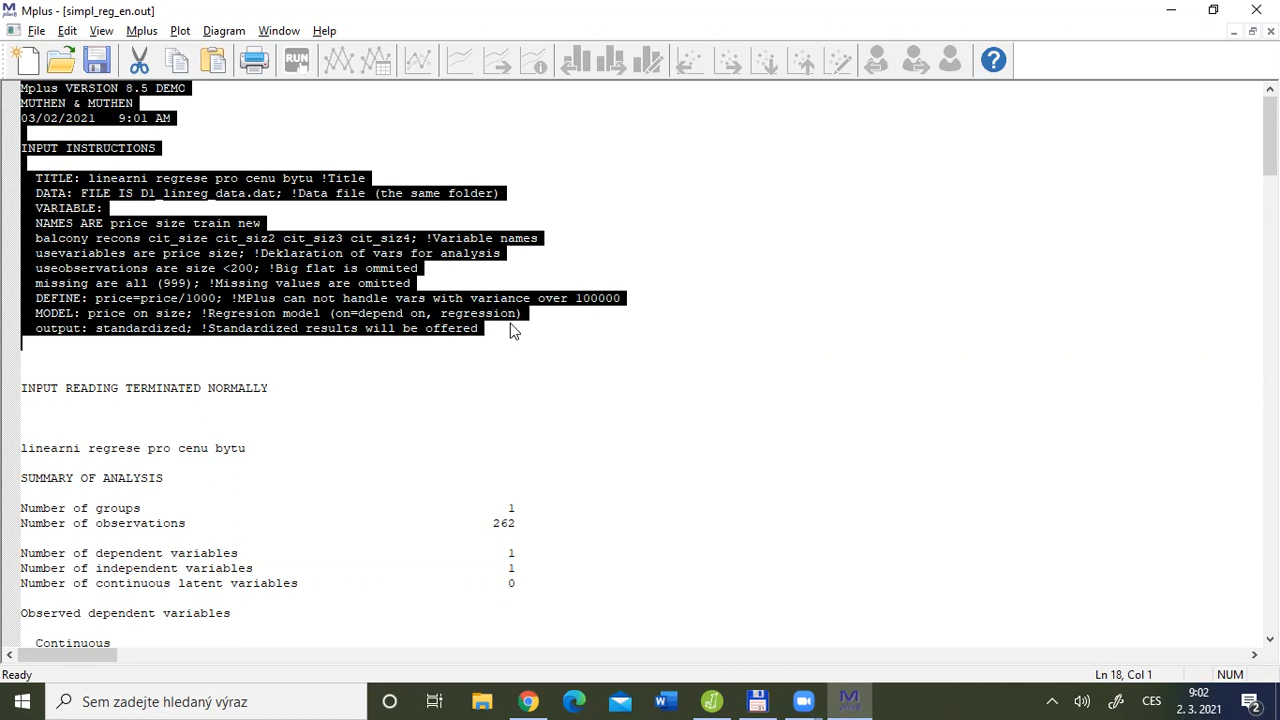 Mplus - [simpl_reg_en.out]
File Edit View Mplus Plot Diagram Window Help
RUN
Mplus VERSION 8.5 DEMO
MUTHEN & MUTHEN
03/02/2021   9:01 AM
INPUT INSTRUCTIONS
TITLE: linearni regrese pro cenu bytu !Title
DATA: FILE IS D1_linreg_data.dat; !Data file (the same folder)
VARIABLE:
NAMES ARE price size train new
balcony recons cit_size cit_siz2 cit_siz3 cit_siz4; !Variable names
usevariables are price size; !Deklaration of vars for analysis
useobservations are size <200; !Big flat is ommited
missing are all (999); !Missing values are omitted
DEFINE: price=price/1000; !MPlus can not handle vars with variance over 100000
MODEL: price on size; !Regresion model (on=depend on, regression)
output: standardized; !Standardized results will be offered
INPUT READING TERMINATED NORMALLY
linearni regrese pro cenu bytu
SUMMARY OF ANALYSIS
Number of groups 1
Number of observations 262
Number of dependent variables 1
Number of independent variables 1
Number of continuous latent variables 0
Observed dependent variables
Continuous
Ready Ln 18, Col 1 NUM
Sem zadejte hledaný výraz
CES
9:02
2. 3. 2021
2